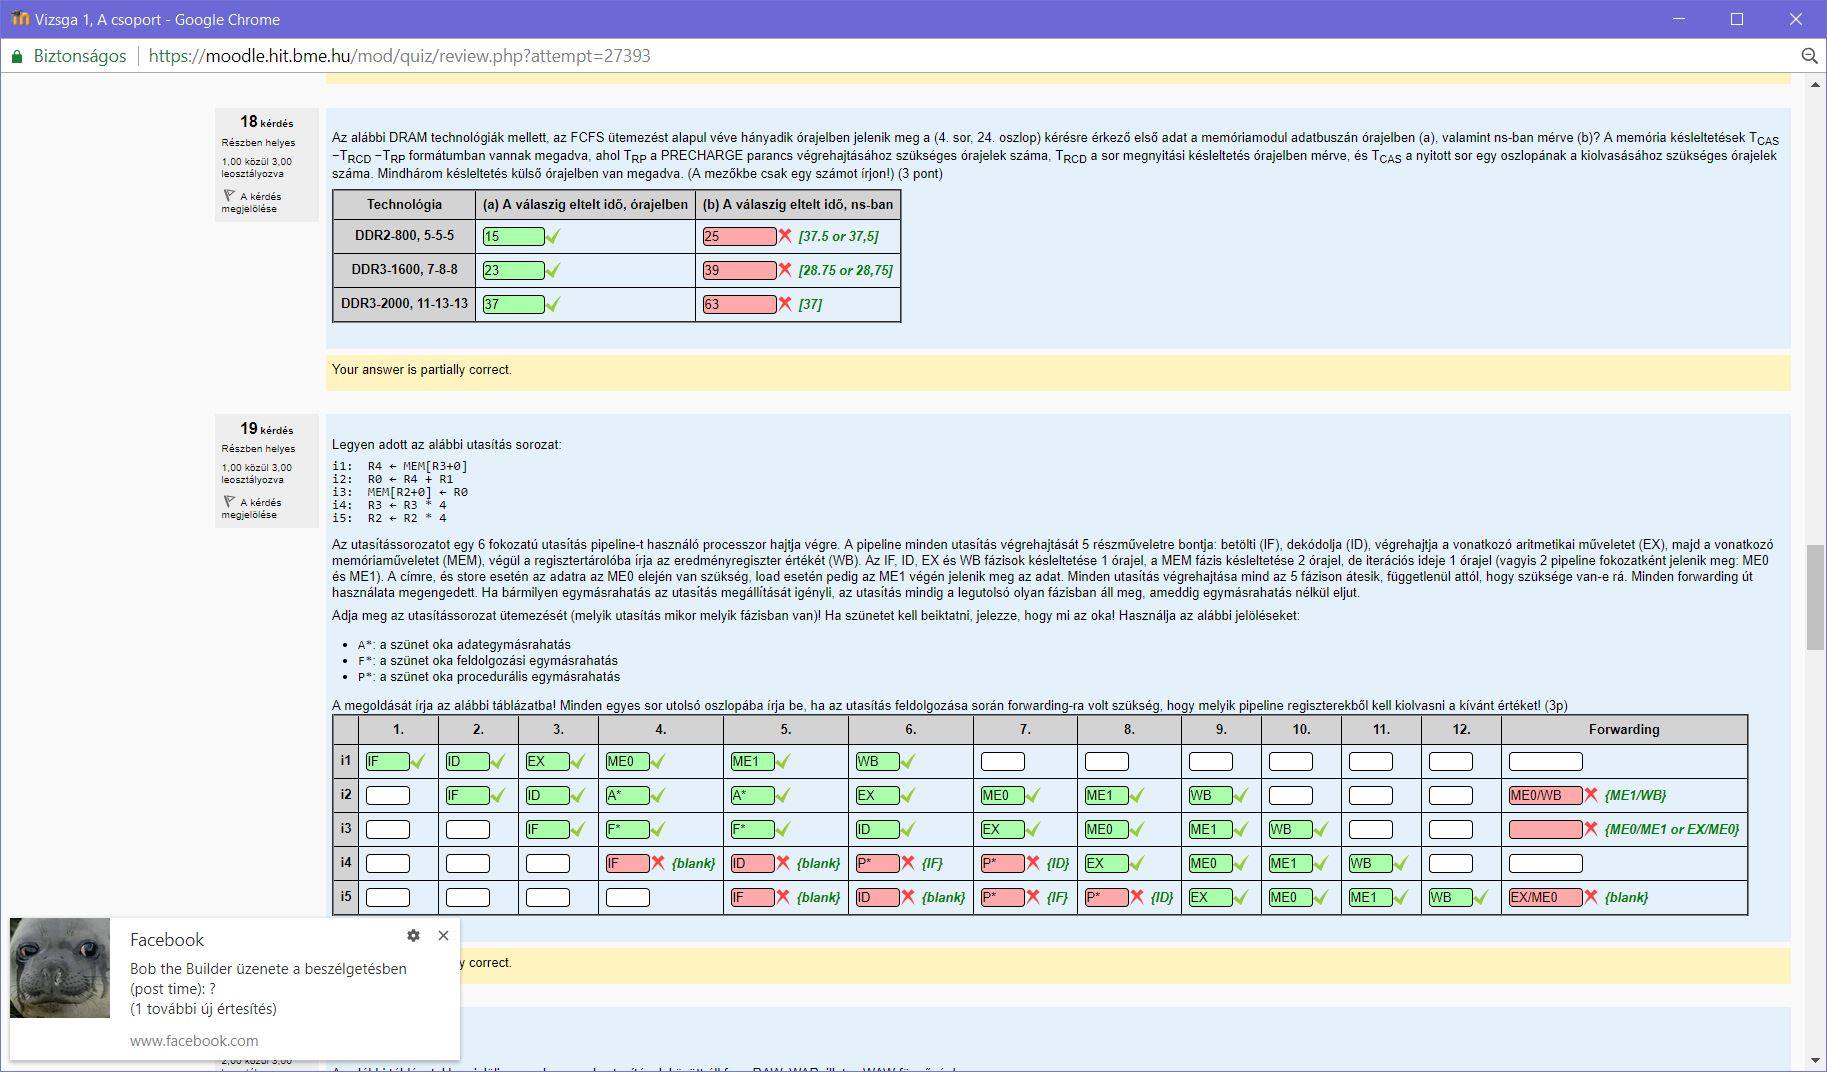 Vizsga 1, A csoport - Google Chrome
Biztonságos https://moodle.hit.bme.hu/mod/quiz/review.php?attempt=27393
18 kérdés
Részben helyes
1,00 közül 3,00
leosztályozva
A kérdés
megjelölése
Az alábbi DRAM technológiák mellett, az FCFS ütemezést alapul véve hányadik órajelben jelenik meg a (4. sor, 24. oszlop) kérésre érkező első adat a memóriamodul adatbuszán órajelben (a), valamint ns-ban mérve (b)? A memória késleltetések TCAS
−TRCD −TRP formátumban vannak megadva, ahol TRP a PRECHARGE parancs végrehajtásához szükséges órajelek száma, TRCD a sor megnyitási késleltetés órajelben mérve, és TCAS a nyitott sor egy oszlopának a kiolvasásához szükséges órajelek
száma. Mindhárom késleltetés külső órajelben van megadva. (A mezőkbe csak egy számot írjon!) (3 pont)
Technológia (a) A válaszig eltelt idő, órajelben (b) A válaszig eltelt idő, ns-ban
DDR2-800, 5-5-5 15 25 [37.5 or 37,5]
DDR3-1600, 7-8-8 23 39 [28.75 or 28,75]
DDR3-2000, 11-13-13 37 63 [37]
Your answer is partially correct.
19 kérdés
Részben helyes
1,00 közül 3,00
leosztályozva
A kérdés
megjelölése
Legyen adott az alábbi utasítás sorozat:
i1: R4 ← MEM[R3+0]
i2: R0 ← R4 + R1
i3: MEM[R2+0] ← R0
i4: R3 ← R3 * 4
i5: R2 ← R2 * 4
Az utasítássorozatot egy 6 fokozatú utasítás pipeline-t használó processzor hajtja végre. A pipeline minden utasítás végrehajtását 5 részműveletre bontja: betölti (IF), dekódolja (ID), végrehajtja a vonatkozó aritmetikai műveletet (EX), majd a vonatkozó
memóriaműveletet (MEM), végül a regisztertárolóba írja az eredményregiszter értékét (WB). Az IF, ID, EX és WB fázisok késleltetése 1 órajel, a MEM fázis késleltetése 2 órajel, de iterációs ideje 1 órajel (vagyis 2 pipeline fokozatként jelenik meg: ME0
és ME1). A címre, és store esetén az adatra az ME0 elején van szükség, load esetén pedig az ME1 végén jelenik meg az adat. Minden utasítás végrehajtása mind az 5 fázison átesik, függetlenül attól, hogy szüksége van-e rá. Minden forwarding út
használata megengedett. Ha bármilyen egymásrahatás az utasítás megállítását igényli, az utasítás mindig a legutolsó olyan fázisban áll meg, ameddig egymásrahatás nélkül eljut.
Adja meg az utasítássorozat ütemezését (melyik utasítás mikor melyik fázisban van)! Ha szünetet kell beiktatni, jelezze, hogy mi az oka! Használja az alábbi jelöléseket:
• A*: a szünet oka adategymásrahatás
• F*: a szünet oka feldolgozási egymásrahatás
• P*: a szünet oka procedurális egymásrahatás
A megoldását írja az alábbi táblázatba! Minden egyes sor utolsó oszlopába írja be, ha az utasítás feldolgozása során forwarding-ra volt szükség, hogy melyik pipeline regiszterekből kell kiolvasni a kívánt értéket! (3p)
1. 2. 3. 4. 5. 6. 7. 8. 9. 10. 11. 12. Forwarding
i1 IF ID EX ME0 ME1 WB
i2 IF ID A* A* EX ME0 ME1 WB ME0/WB {ME1/WB}
i3 IF F* F* ID EX ME0 ME1 WB {ME0/ME1 or EX/ME0}
i4 IF {blank} ID {blank} P* {IF} P* {ID} EX ME0 ME1 WB
i5 IF {blank} ID {blank} P* {IF} P* {ID} EX ME0 ME1 WB EX/ME0 {blank}
y correct.
Facebook
Bob the Builder üzenete a beszélgetésben
(post time): ?
(1 további új értesítés)
www.facebook.com